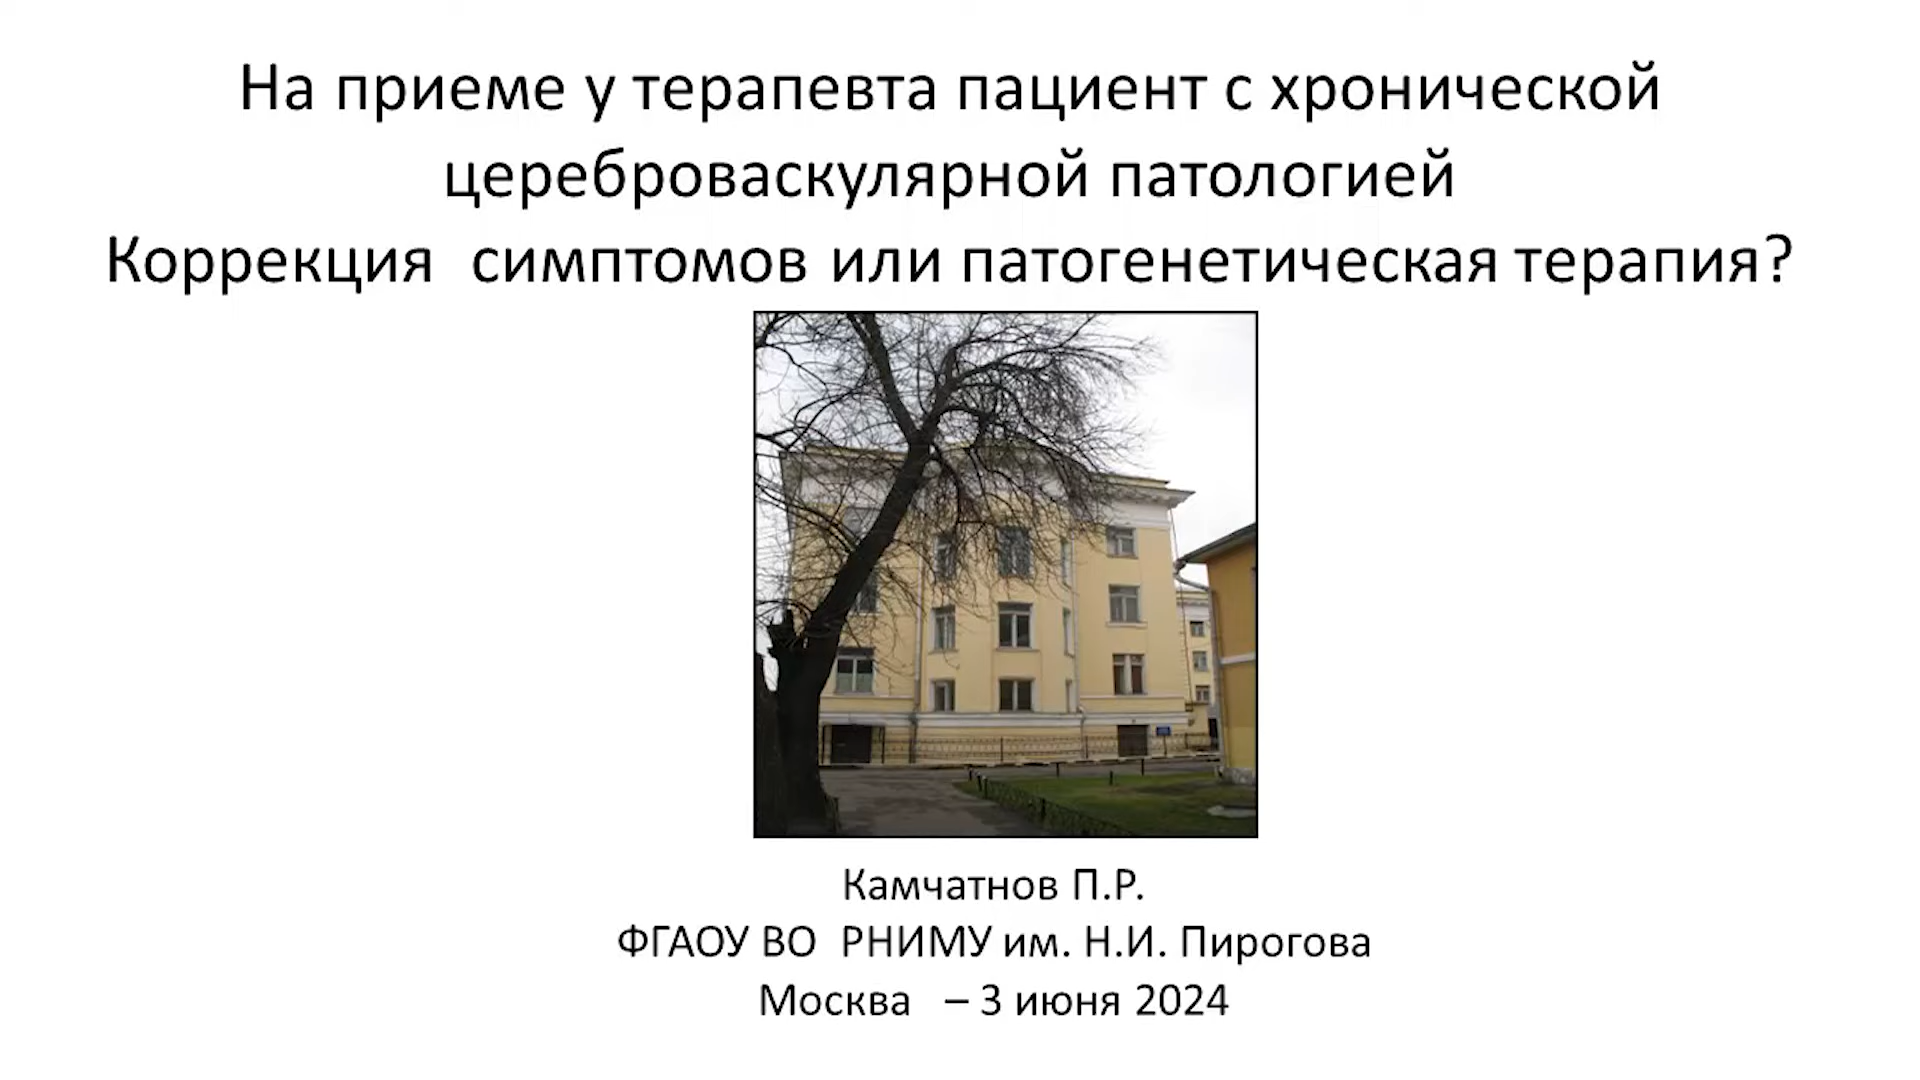 На приеме у терапевта пациент с хронической
цереброваскулярной патологией
Коррекция симптомов или патогенетическая терапия?
Камчатнов П.Р.
ФГАОУ ВО РНИМУ им. Н.И. Пирогова
Москва – 3 июня 2024